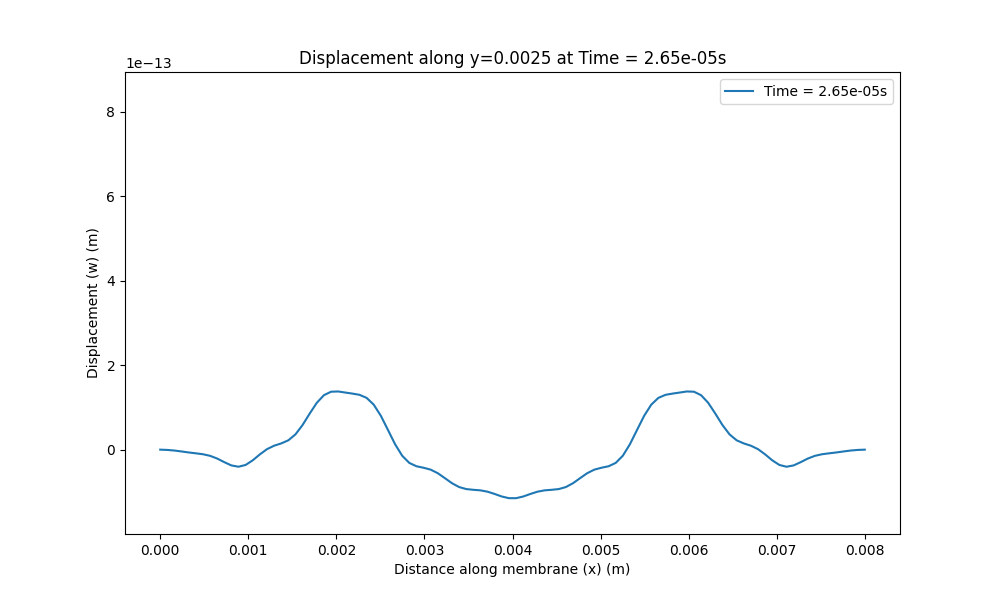 Displacement along y=0.0025 at Time = 2.65e-05s
1e−13
Time = 2.65e-05s
8
6
4
2
0
Displacement (w) (m)
0.000 0.001 0.002 0.003 0.004 0.005 0.006 0.007 0.008
Distance along membrane (x) (m)